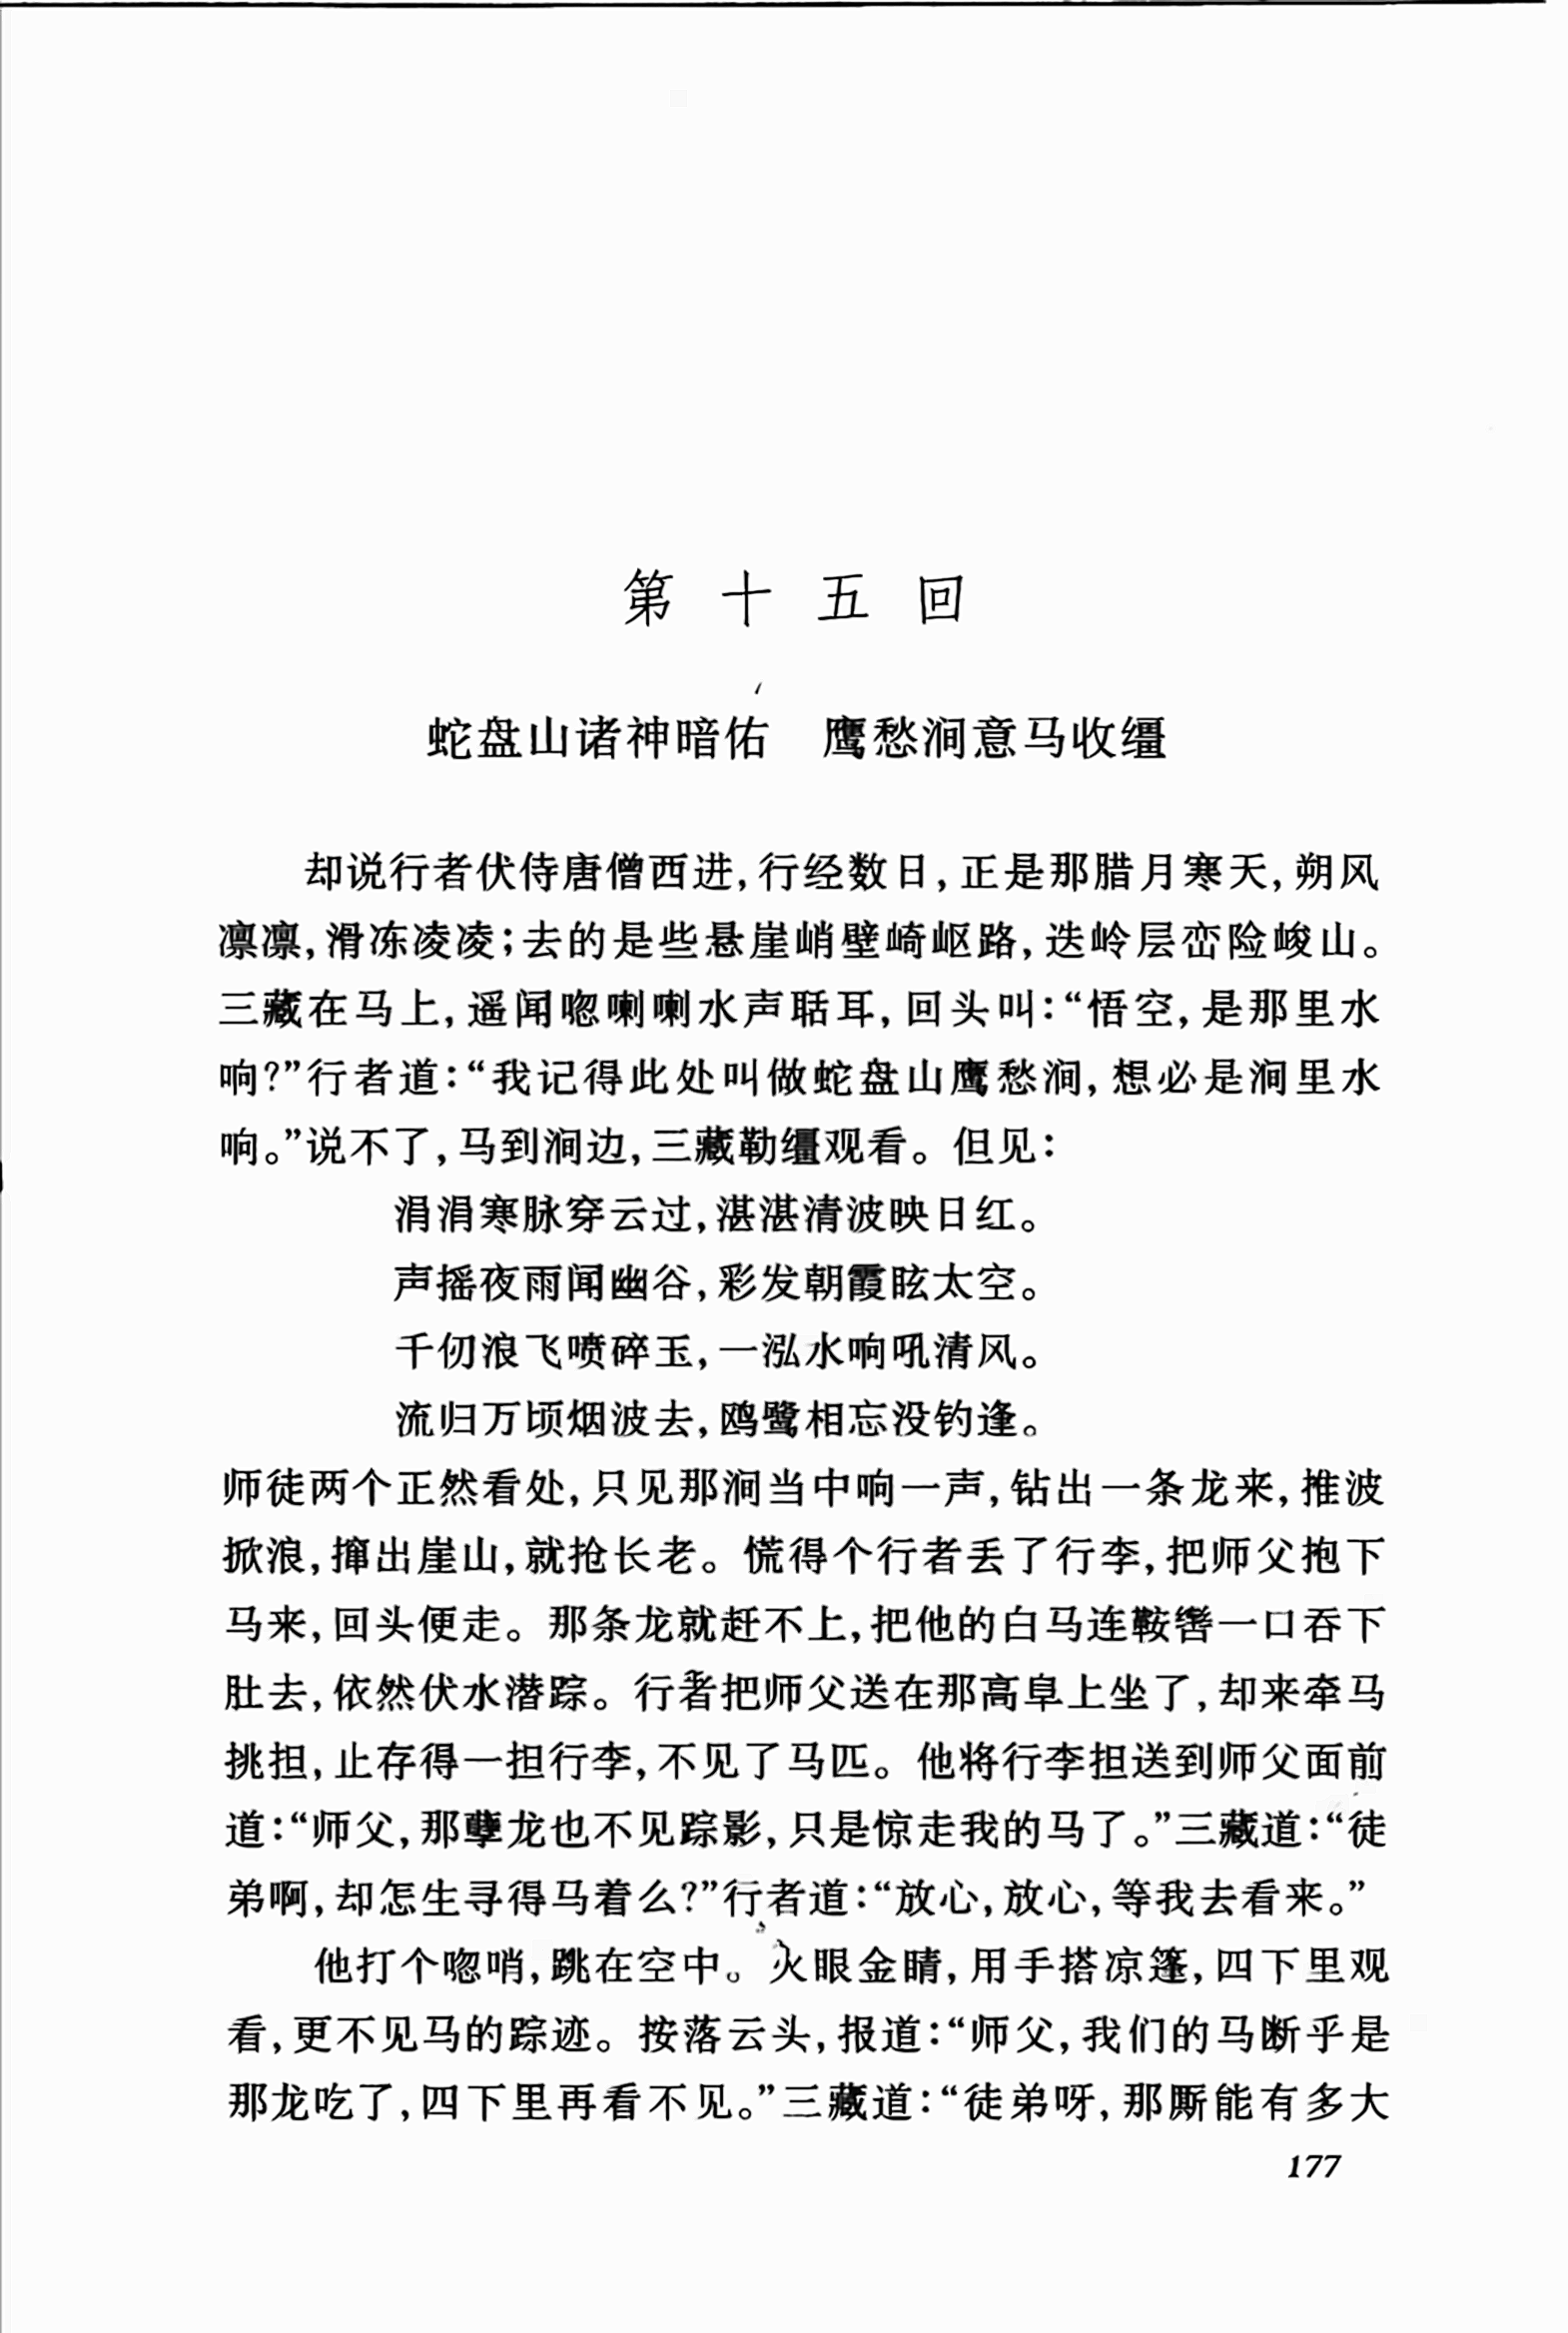 第十五回
蛇盘山诸神暗佑　鹰愁涧意马收缰
却说行者伏侍唐僧西进,行经数日,正是那腊月寒天,朔风
凛凛,滑冻凌凌;去的是些悬崖峭壁崎岖路,迭岭层峦险峻山。
三藏在马上,遥闻唿喇喇水声聒耳,回头叫:“悟空,是那里水
响?”行者道:“我记得此处叫做蛇盘山鹰愁涧,想必是涧里水
响。”说不了,马到涧边,三藏勒缰观看。但见:
涓涓寒脉穿云过,湛湛清波映日红。
声摇夜雨闻幽谷,彩发朝霞眩太空。
千仞浪飞喷碎玉,一泓水响吼清风。
流归万顷烟波去,鸥鹭相忘没钓逢。
师徒两个正然看处,只见那涧当中响一声,钻出一条龙来,推波
掀浪,撺出崖山,就抢长老。慌得个行者丢了行李,把师父抱下
马来,回头便走。那条龙就赶不上,把他的白马连鞍辔一口吞下
肚去,依然伏水潜踪。行者把师父送在那高阜上坐了,却来牵马
挑担,止存得一担行李,不见了马匹。他将行李担送到师父面前
道:“师父,那孽龙也不见踪影,只是惊走我的马了。”三藏道:“徒
弟啊,却怎生寻得马着么?”行者道:“放心,放心,等我去看来。”
他打个唿哨,跳在空中。火眼金睛,用手搭凉篷,四下里观
看,更不见马的踪迹。按落云头,报道:“师父,我们的马断乎是
那龙吃了,四下里再看不见。”三藏道:“徒弟呀,那厮能有多大
177